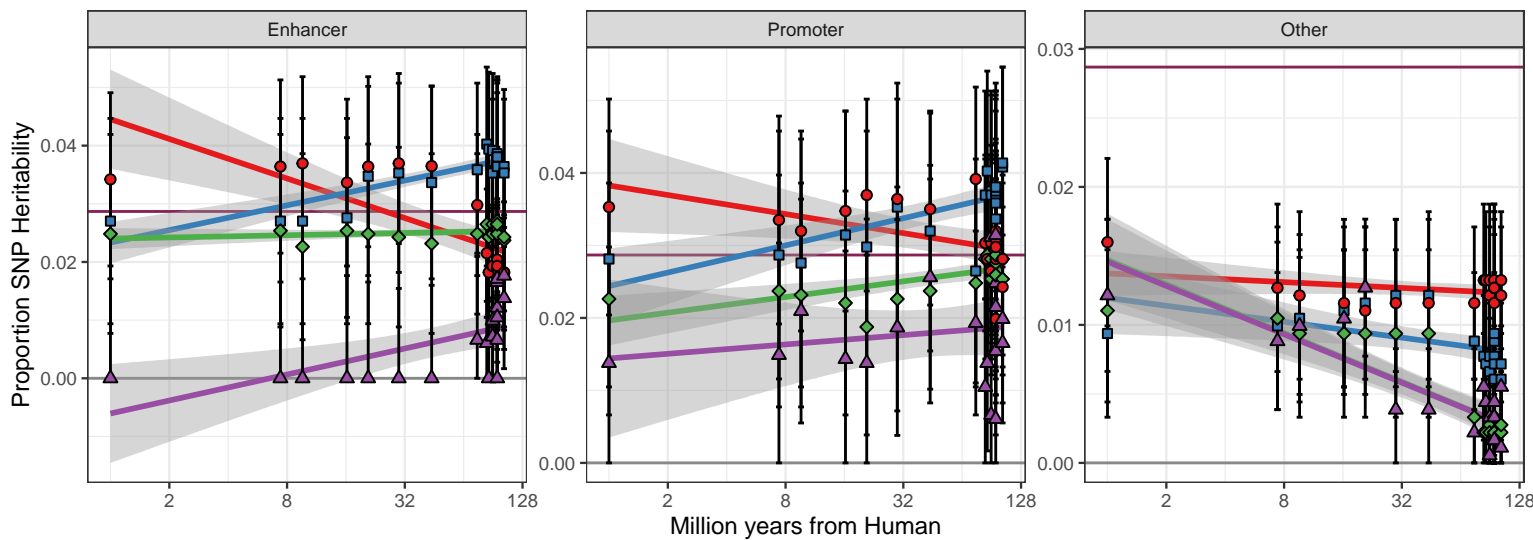 Enhancer
Promoter
Other
Proportion SNP Heritability
0.04
0.02
0.00
0.04
0.02
0.00
0.03
0.02
0.01
0.00
2 8 32 128
2 8 32 128
2 8 32 128
Million years from Human